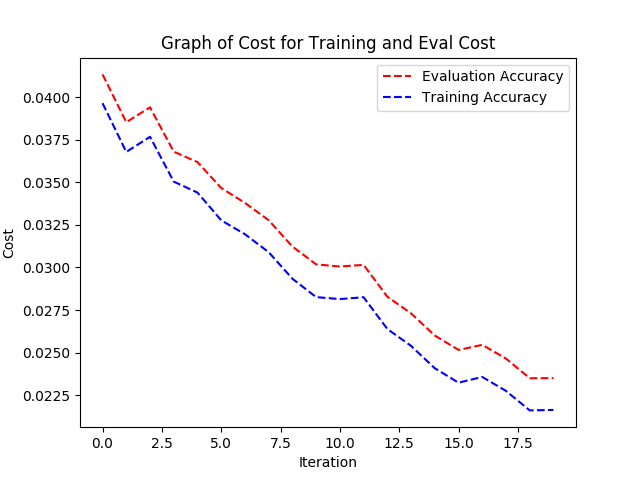 Graph of Cost for Training and Eval Cost
Evaluation Accuracy
Training Accuracy
0.0400
0.0375
0.0350
0.0325
0.0300
0.0275
0.0250
0.0225
Cost
0.0 2.5 5.0 7.5 10.0 12.5 15.0 17.5
Iteration